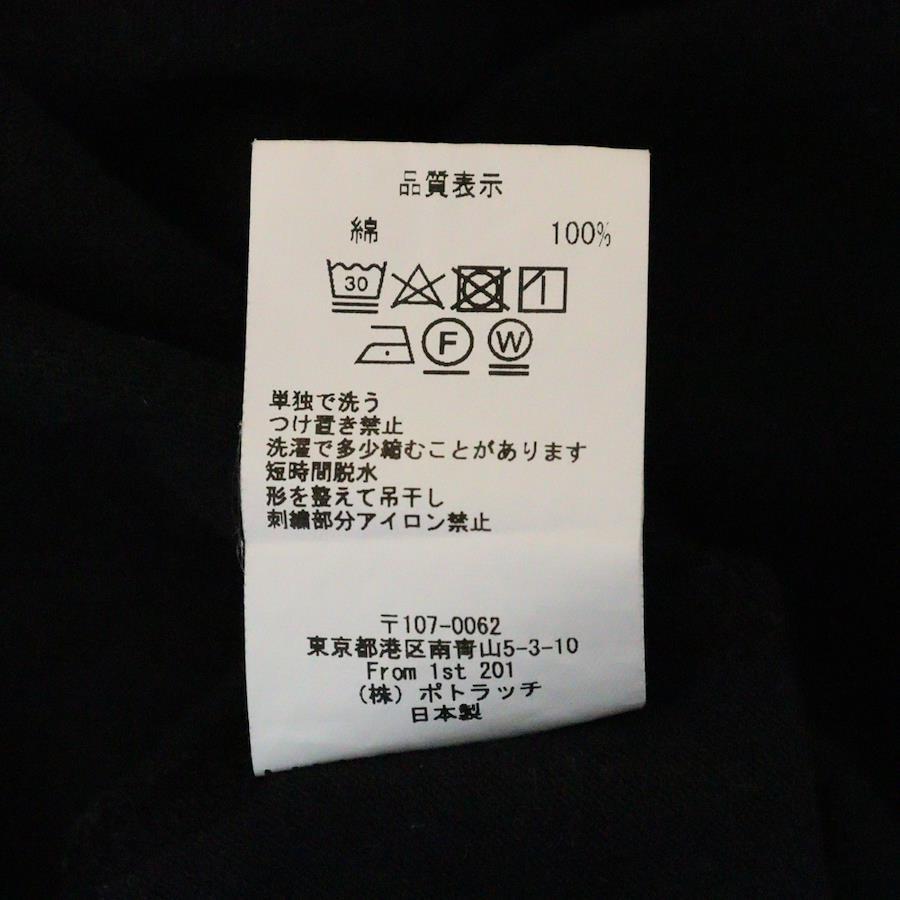 品質表示
綿 100%
30
F W
単独で洗う
つけ置き禁止
洗濯で多少縮むことがあります
短時間脱水
形を整えて吊干し
刺繍部分アイロン禁止
〒107-0062
東京都港区南青山5-3-10
From 1st 201
(株) ポトラッチ
日本製